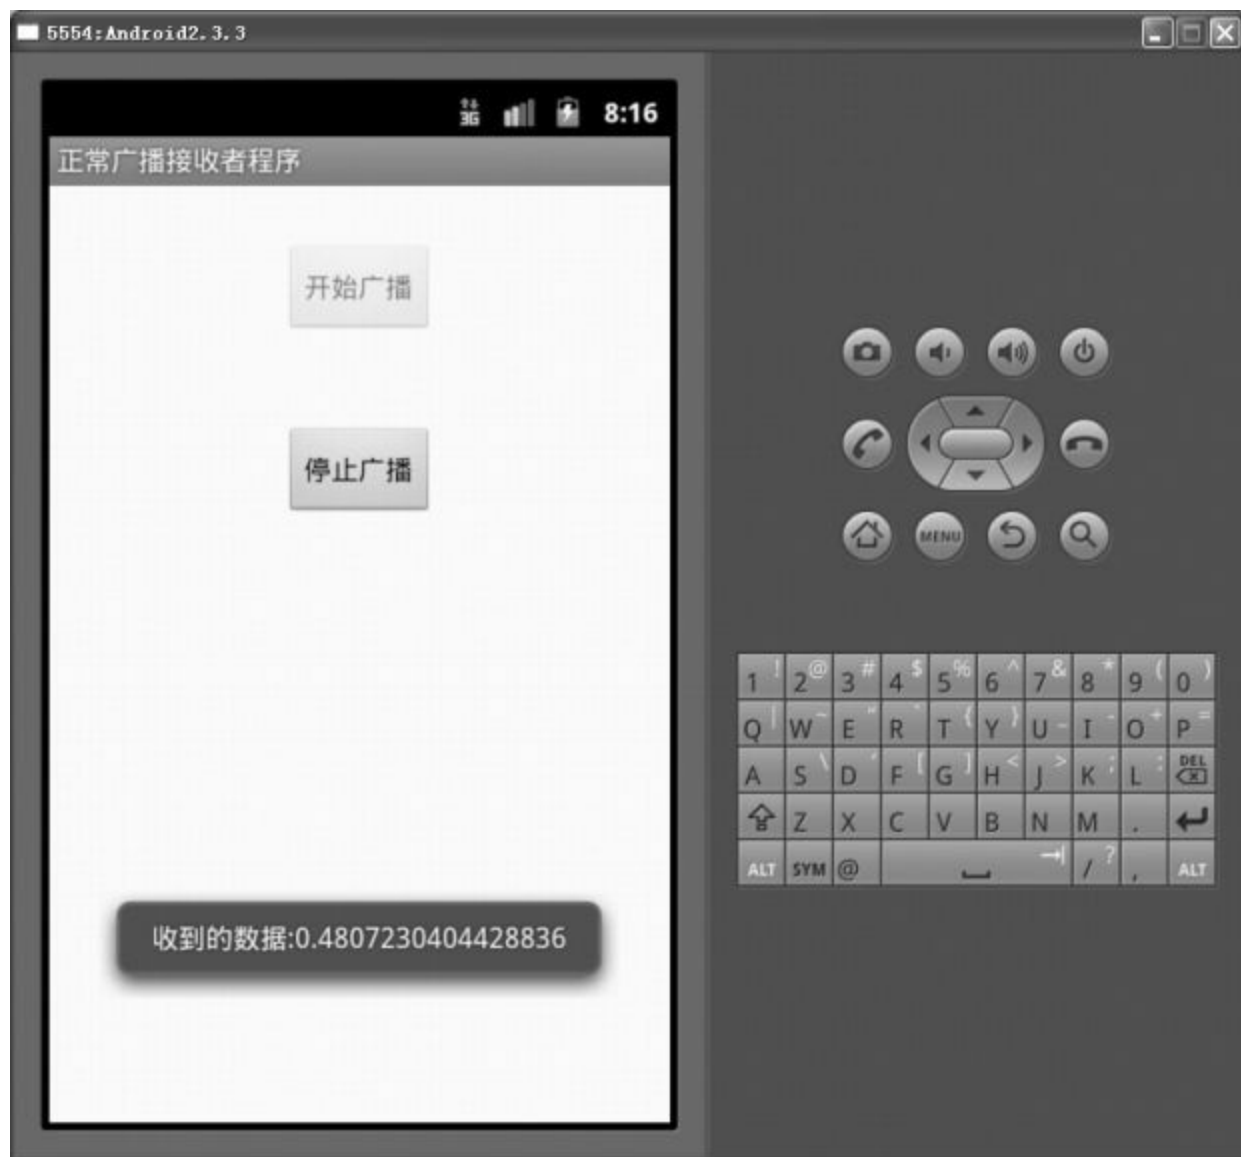 5554:Android2.3.3
3G 8:16
正常广播接收者程序
开始广播
停止广播
MENU
1 ! 2 @ 3 # 4 $ 5 % 6 ^ 7 & 8 * 9 ( 0 )
Q | W ~ E " R ` T { Y } U _ I - O + P =
A S \ D ' F [ G ] H < J > K ; L : DEL
Z X C V B N M .
ALT SYM @ / ? , ALT
收到的数据:0.4807230404428836